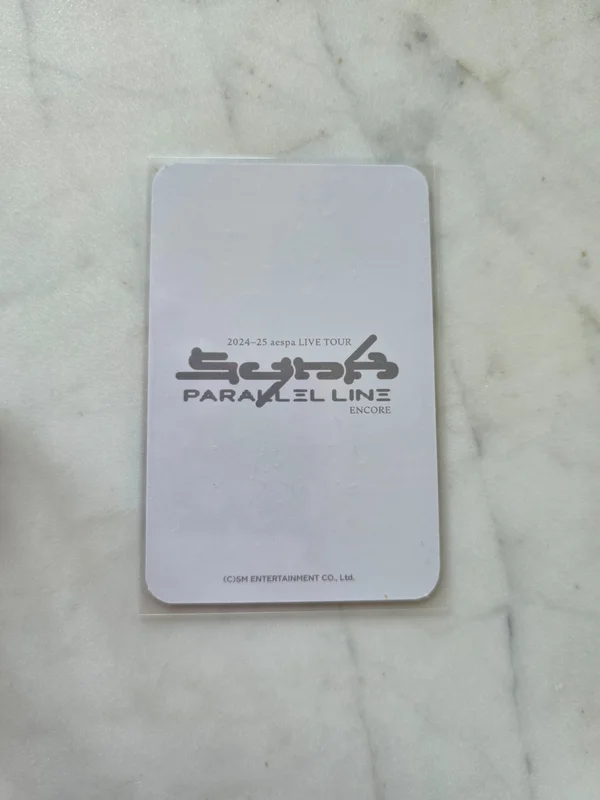 2024–25 aespa LIVE TOUR
SYNK
PARALLEL LINE
ENCORE
(C)SM ENTERTAINMENT CO., Ltd.